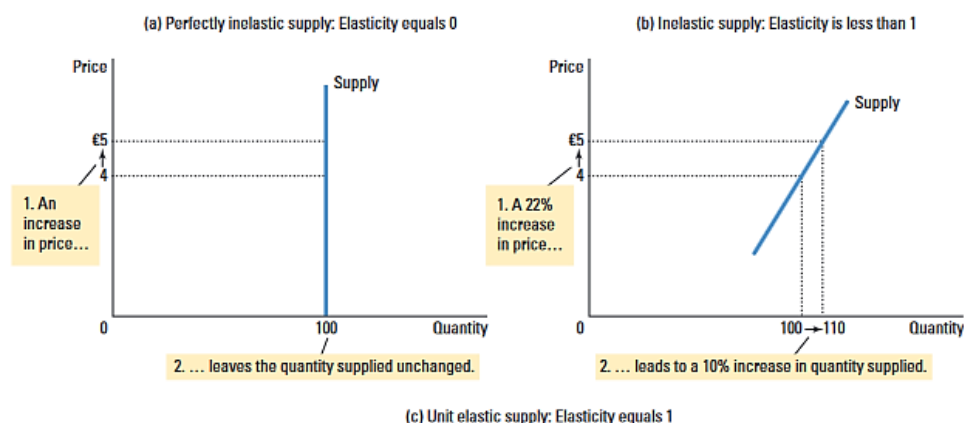 (a) Perfectly inelastic supply: Elasticity equals 0
Price
Supply
€5
4
1. An
increase
in price...
0
100
Quantity
2. ... leaves the quantity supplied unchanged.
(b) Inelastic supply: Elasticity is less than 1
Price
Supply
€5
4
1. A 22%
increase
in price...
0
100 → 110
Quantity
2. ... leads to a 10% increase in quantity supplied.
(c) Unit elastic supply: Elasticity equals 1